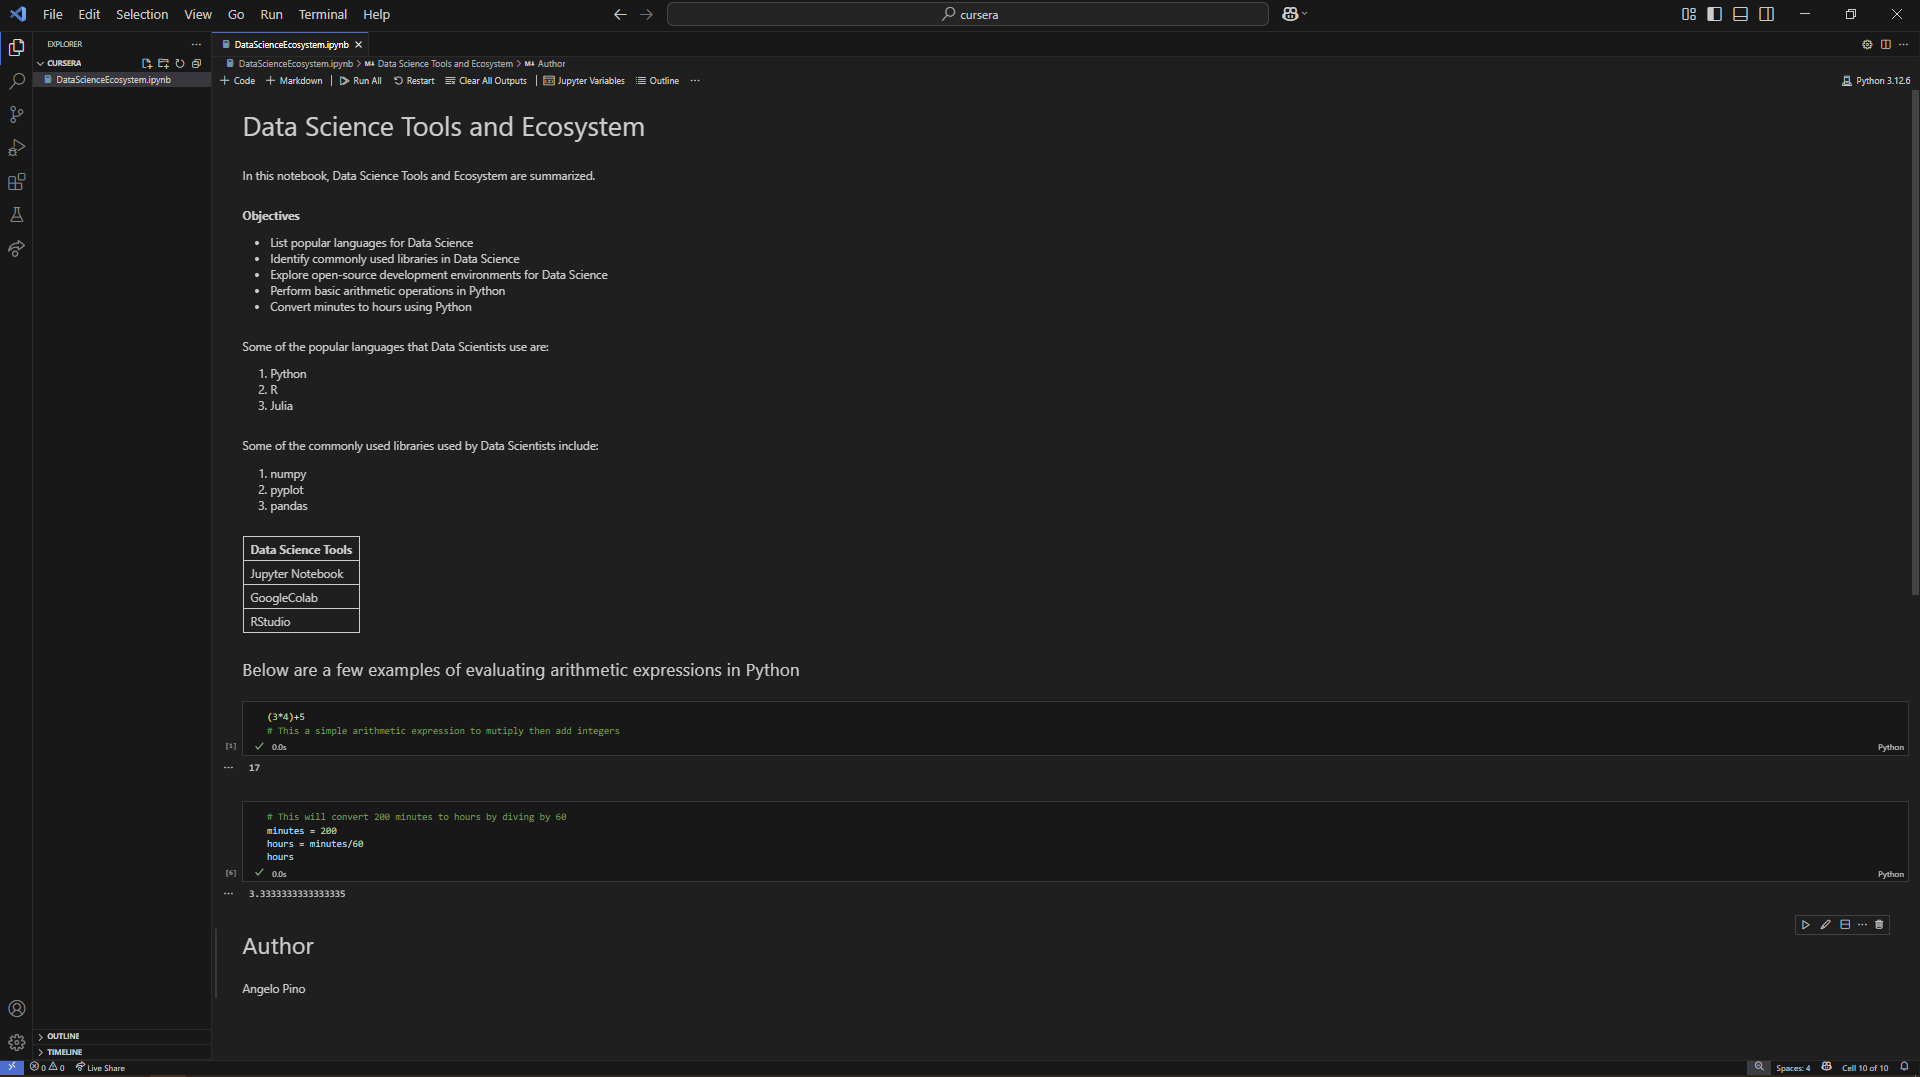 File Edit Selection View Go Run Terminal Help
cursera
EXPLORER
CURSERA
DataScienceEcosystem.ipynb
OUTLINE
TIMELINE
DataScienceEcosystem.ipynb
DataScienceEcosystem.ipynb > M↓ Data Science Tools and Ecosystem > M↓ Author
+ Code + Markdown | Run All Restart Clear All Outputs | Jupyter Variables Outline ...
Python 3.12.6
Data Science Tools and Ecosystem
In this notebook, Data Science Tools and Ecosystem are summarized.
Objectives
• List popular languages for Data Science
• Identify commonly used libraries in Data Science
• Explore open-source development environments for Data Science
• Perform basic arithmetic operations in Python
• Convert minutes to hours using Python
Some of the popular languages that Data Scientists use are:
1. Python
2. R
3. Julia
Some of the commonly used libraries used by Data Scientists include:
1. numpy
2. pyplot
3. pandas
Data Science Tools
Jupyter Notebook
GoogleColab
RStudio
Below are a few examples of evaluating arithmetic expressions in Python
(3*4)+5
# This a simple arithmetic expression to mutiply then add integers
[1] 0.0s Python
17
# This will convert 200 minutes to hours by diving by 60
minutes = 200
hours = minutes/60
hours
[6] 0.0s Python
3.3333333333333335
Author
Angelo Pino
0 0 Live Share
Spaces: 4 Cell 10 of 10